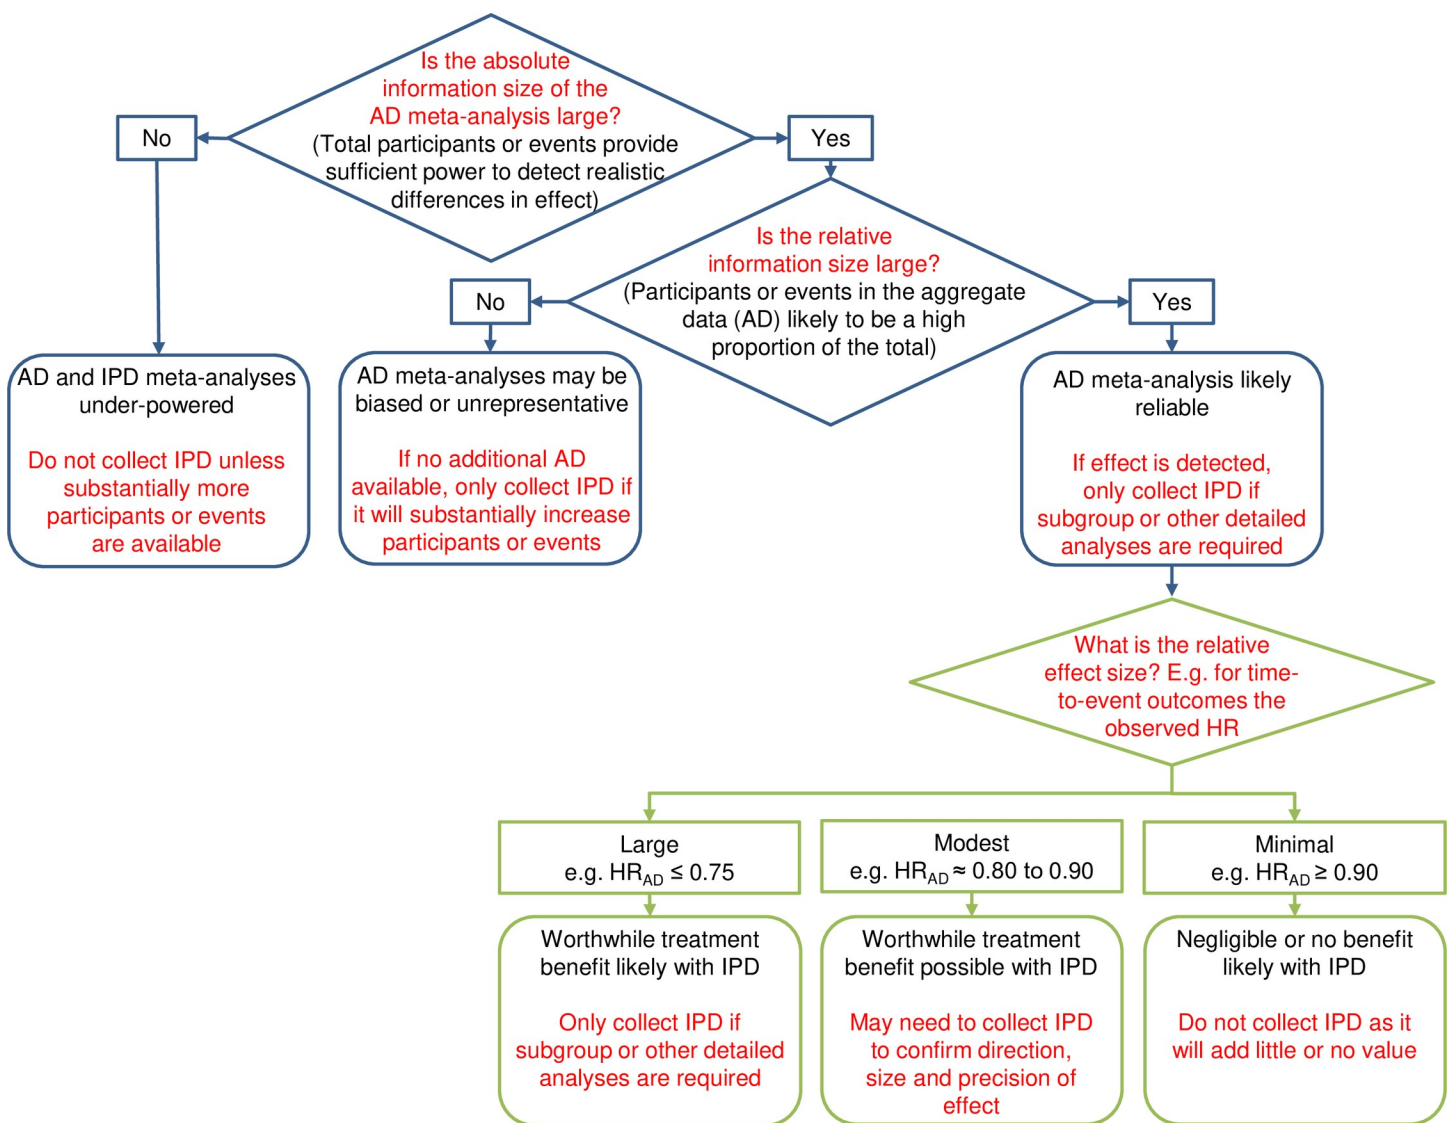 Is the absolute
information size of the
AD meta-analysis large?
(Total participants or events provide
sufficient power to detect realistic
differences in effect)
No
Yes
Is the relative
information size large?
(Participants or events in the aggregate
data (AD) likely to be a high
proportion of the total)
No
Yes
AD and IPD meta-analyses
under-powered
Do not collect IPD unless
substantially more
participants or events
are available
AD meta-analyses may be
biased or unrepresentative
If no additional AD
available, only collect IPD if
it will substantially increase
participants or events
AD meta-analysis likely
reliable
If effect is detected,
only collect IPD if
subgroup or other detailed
analyses are required
What is the relative
effect size? E.g. for time-
to-event outcomes the
observed HR
Large
e.g. HR_AD ≤ 0.75
Modest
e.g. HR_AD ≈ 0.80 to 0.90
Minimal
e.g. HR_AD ≥ 0.90
Worthwhile treatment
benefit likely with IPD
Only collect IPD if
subgroup or other detailed
analyses are required
Worthwhile treatment
benefit possible with IPD
May need to collect IPD
to confirm direction,
size and precision of
effect
Negligible or no benefit
likely with IPD
Do not collect IPD as it
will add little or no value